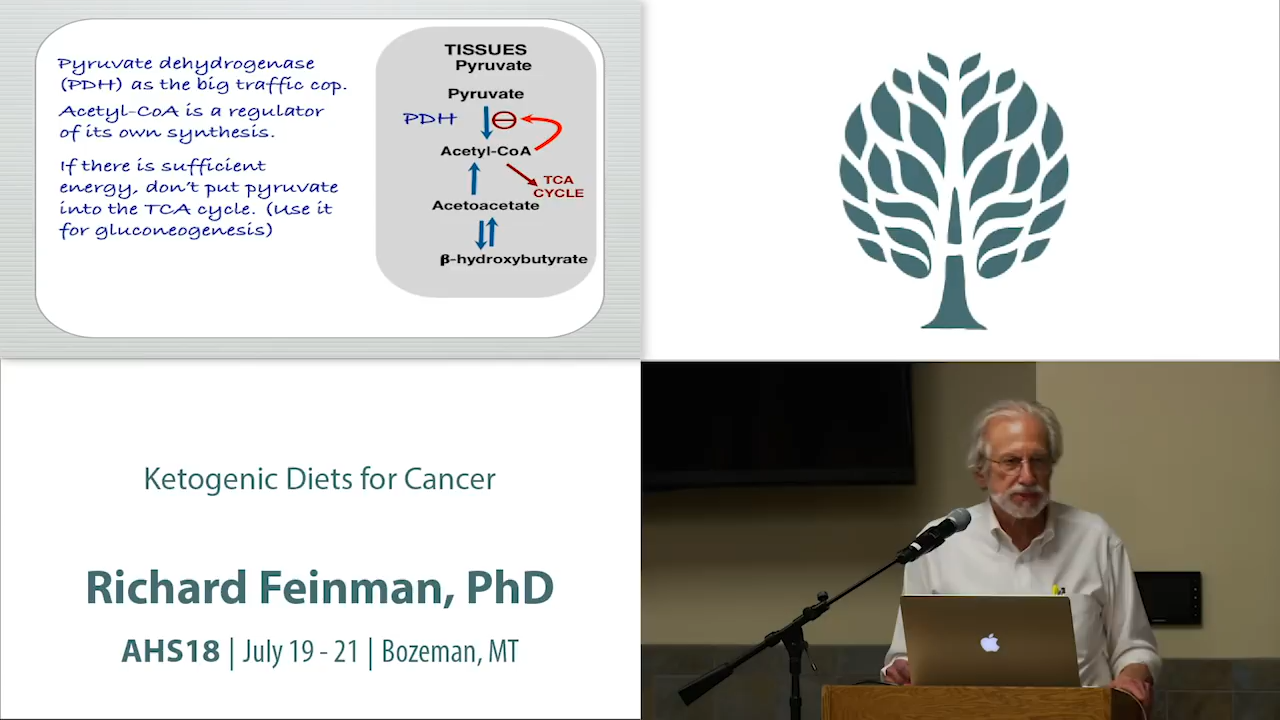 Pyruvate dehydrogenase
(PDH) as the big traffic cop.
Acetyl-CoA is a regulator
of its own synthesis.
If there is sufficient
energy, don't put pyruvate
into the TCA cycle. (Use it
for gluconeogenesis)
TISSUES
Pyruvate
Pyruvate
PDH
Acetyl-CoA
TCA
CYCLE
Acetoacetate
β-hydroxybutyrate
Ketogenic Diets for Cancer
Richard Feinman, PhD
AHS18 | July 19 - 21 | Bozeman, MT